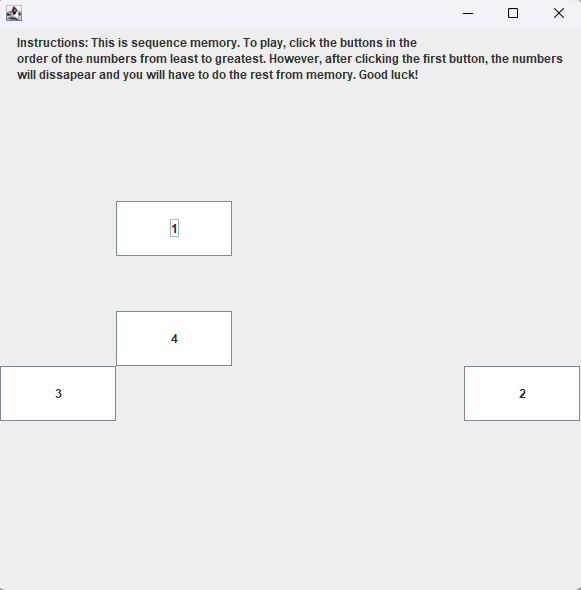 Instructions: This is sequence memory. To play, click the buttons in the
order of the numbers from least to greatest. However, after clicking the first button, the numbers
will dissapear and you will have to do the rest from memory. Good luck!
1
4
3
2